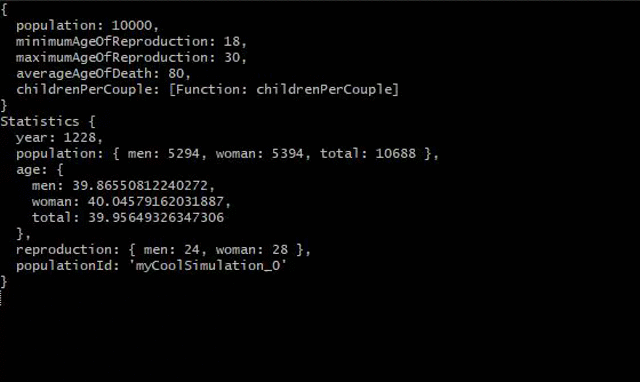 {
  population: 10000,
  minimumAgeOfReproduction: 18,
  maximumAgeOfReproduction: 30,
  averageAgeOfDeath: 80,
  childrenPerCouple: [Function: childrenPerCouple]
}
Statistics {
  year: 1228,
  population: { men: 5294, woman: 5394, total: 10688 },
  age: {
    men: 39.86550812240272,
    woman: 40.04579162031887,
    total: 39.95649326347306
  },
  reproduction: { men: 24, woman: 28 },
  populationId: 'myCoolSimulation_0'
}